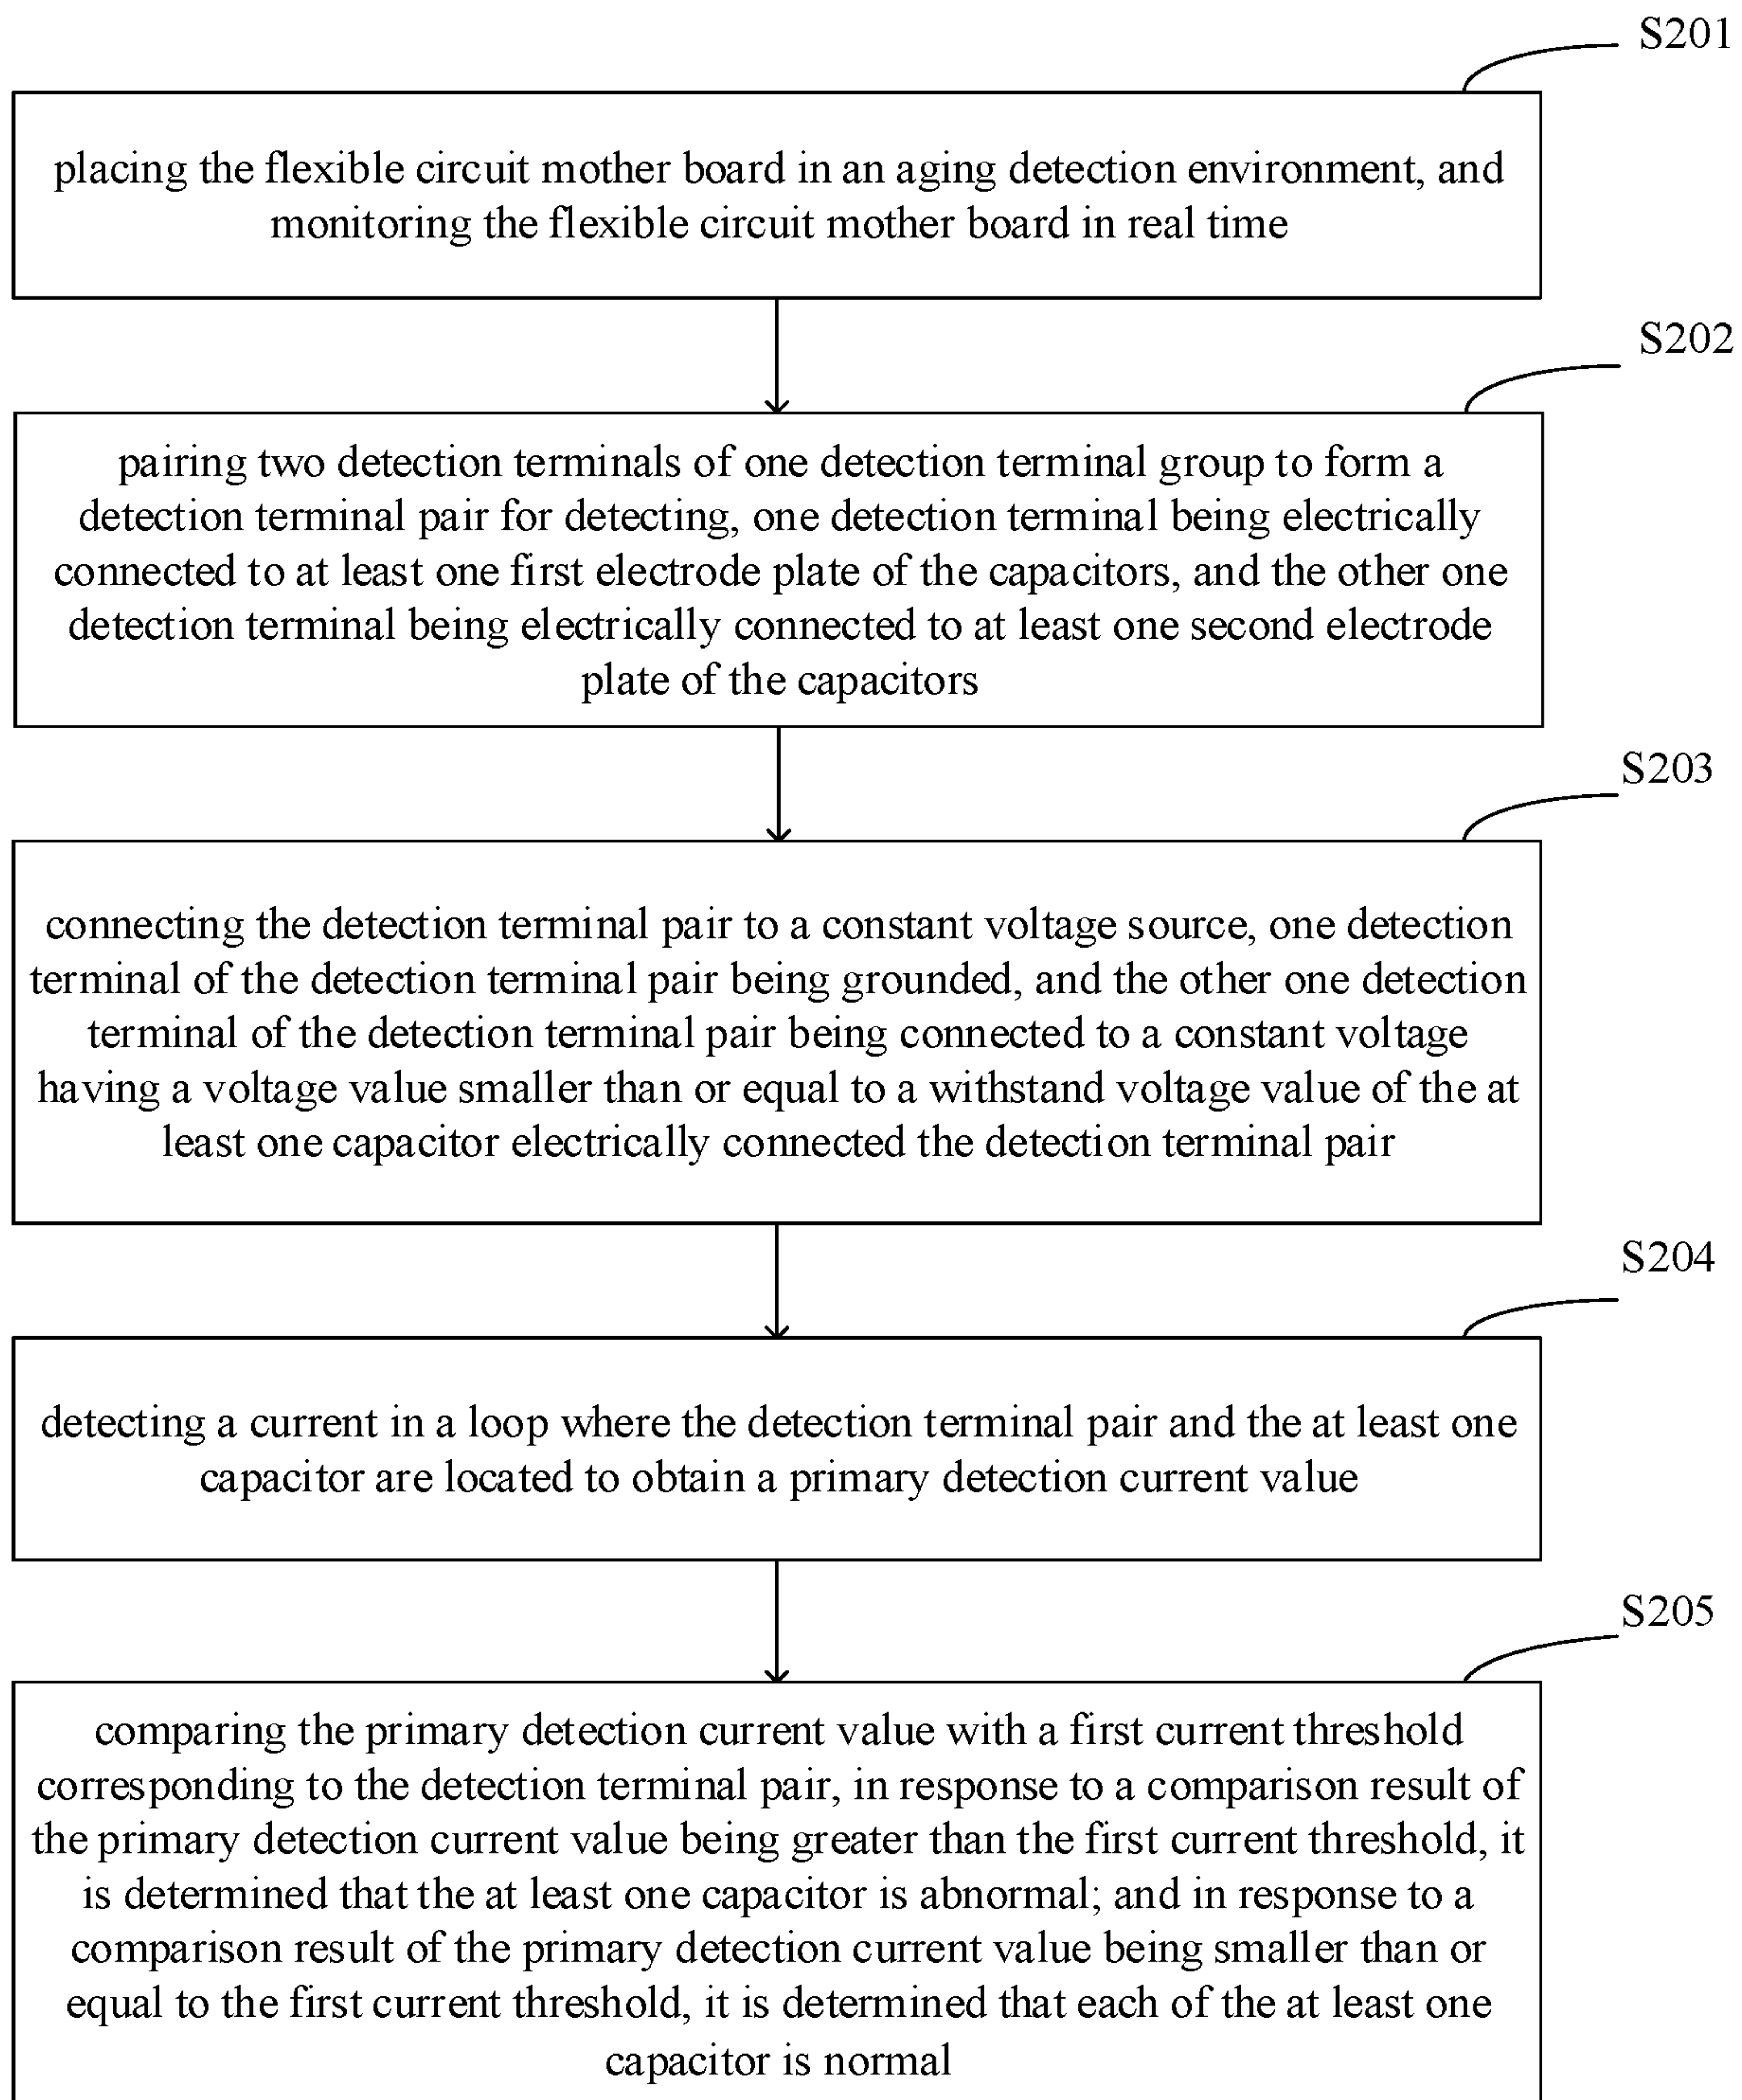 S201
placing the flexible circuit mother board in an aging detection environment, and
monitoring the flexible circuit mother board in real time
S202
pairing two detection terminals of one detection terminal group to form a
detection terminal pair for detecting, one detection terminal being electrically
connected to at least one first electrode plate of the capacitors, and the other one
detection terminal being electrically connected to at least one second electrode
plate of the capacitors
S203
connecting the detection terminal pair to a constant voltage source, one detection
terminal of the detection terminal pair being grounded, and the other one detection
terminal of the detection terminal pair being connected to a constant voltage
having a voltage value smaller than or equal to a withstand voltage value of the at
least one capacitor electrically connected the detection terminal pair
S204
detecting a current in a loop where the detection terminal pair and the at least one
capacitor are located to obtain a primary detection current value
S205
comparing the primary detection current value with a first current threshold
corresponding to the detection terminal pair, in response to a comparison result of
the primary detection current value being greater than the first current threshold, it
is determined that the at least one capacitor is abnormal; and in response to a
comparison result of the primary detection current value being smaller than or
equal to the first current threshold, it is determined that each of the at least one
capacitor is normal